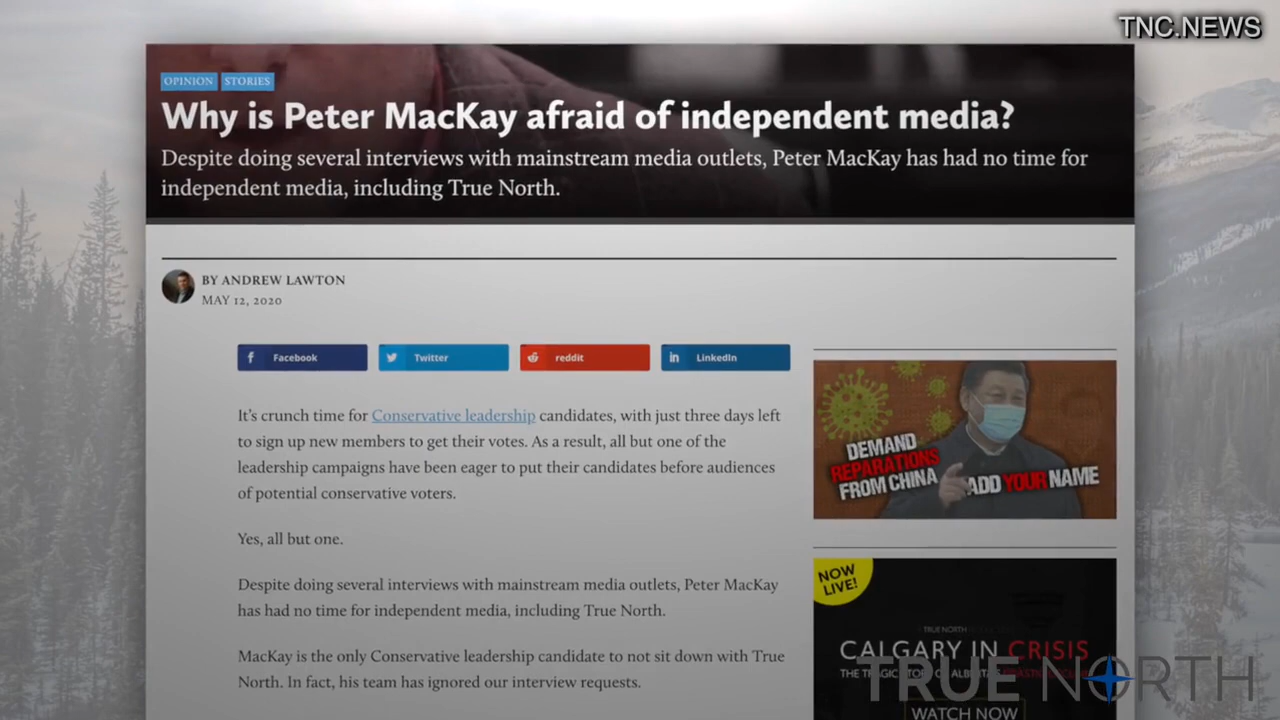 TNC.NEWS
OPINION STORIES
Why is Peter MacKay afraid of independent media?
Despite doing several interviews with mainstream media outlets, Peter MacKay has had no time for
independent media, including True North.
BY ANDREW LAWTON
MAY 12, 2020
Facebook Twitter reddit LinkedIn
It's crunch time for Conservative leadership candidates, with just three days left
to sign up new members to get their votes. As a result, all but one of the
leadership campaigns have been eager to put their candidates before audiences
of potential conservative voters.
Yes, all but one.
Despite doing several interviews with mainstream media outlets, Peter MacKay
has had no time for independent media, including True North.
MacKay is the only Conservative leadership candidate to not sit down with True
North. In fact, his team has ignored our interview requests.
DEMAND
REPARATIONS
FROM CHINA
ADD YOUR NAME
NOW
LIVE!
TRUE NORTH
CALGARY IN CRISIS
THE TRAGIC STORY OF
WATCH NOW
TRUE NORTH